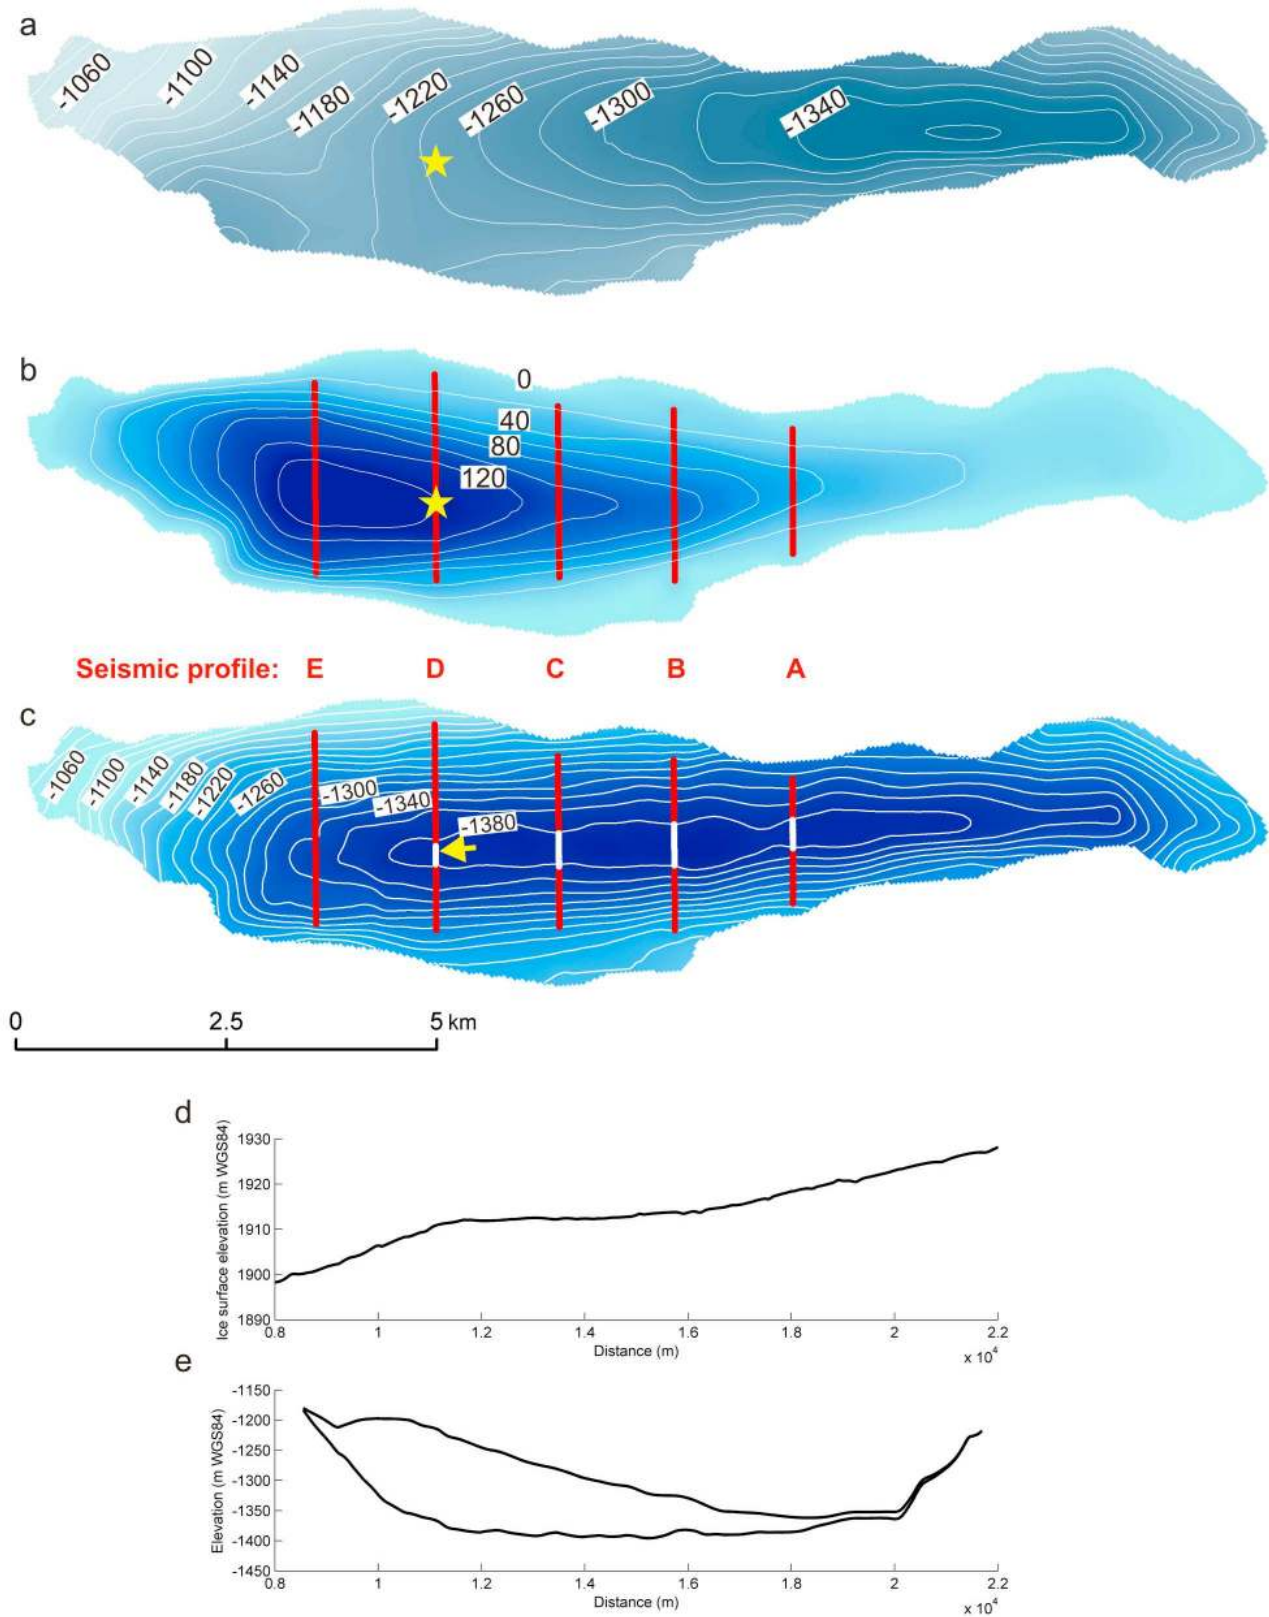 a
-1060
-1100
-1140
-1180
-1220
-1260
-1300
-1340
b
0
40
80
120
Seismic profile: E D C B A
c
-1060
-1100
-1140
-1180
-1220
-1260
-1300
-1340
-1380
0 2.5 5 km
d
Ice surface elevation (m WGS84)
1930
1920
1910
1900
1890
0.8 1 1.2 1.4 1.6 1.8 2 2.2
Distance (m)
x 10⁴
e
Elevation (m WGS84)
-1150
-1200
-1250
-1300
-1350
-1400
-1450
0.8 1 1.2 1.4 1.6 1.8 2 2.2
Distance (m)
x 10⁴